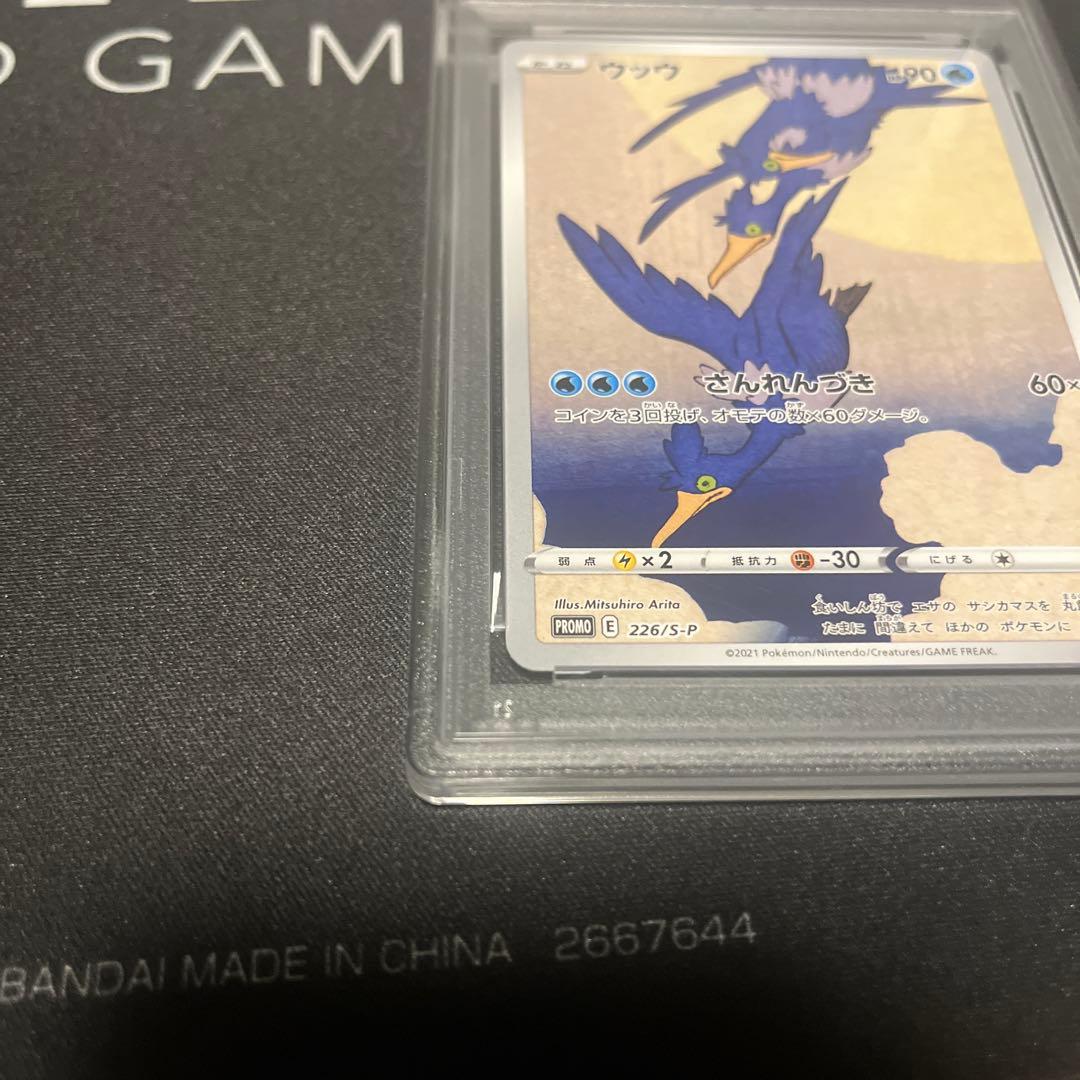 GAM
ウッウ HP90
さんれんづき 60×
コインを3回投げ、オモテの数×60ダメージ。
弱点 ×2 抵抗力 -30 にげる
Illus.Mitsuhiro Arita
PROMO E 226/S-P
食いしん坊で エサの サシカマスを 丸
たまに 間違えて ほかの ポケモンに
©2021 Pokémon/Nintendo/Creatures/GAME FREAK.
BANDAI MADE IN CHINA 2667644